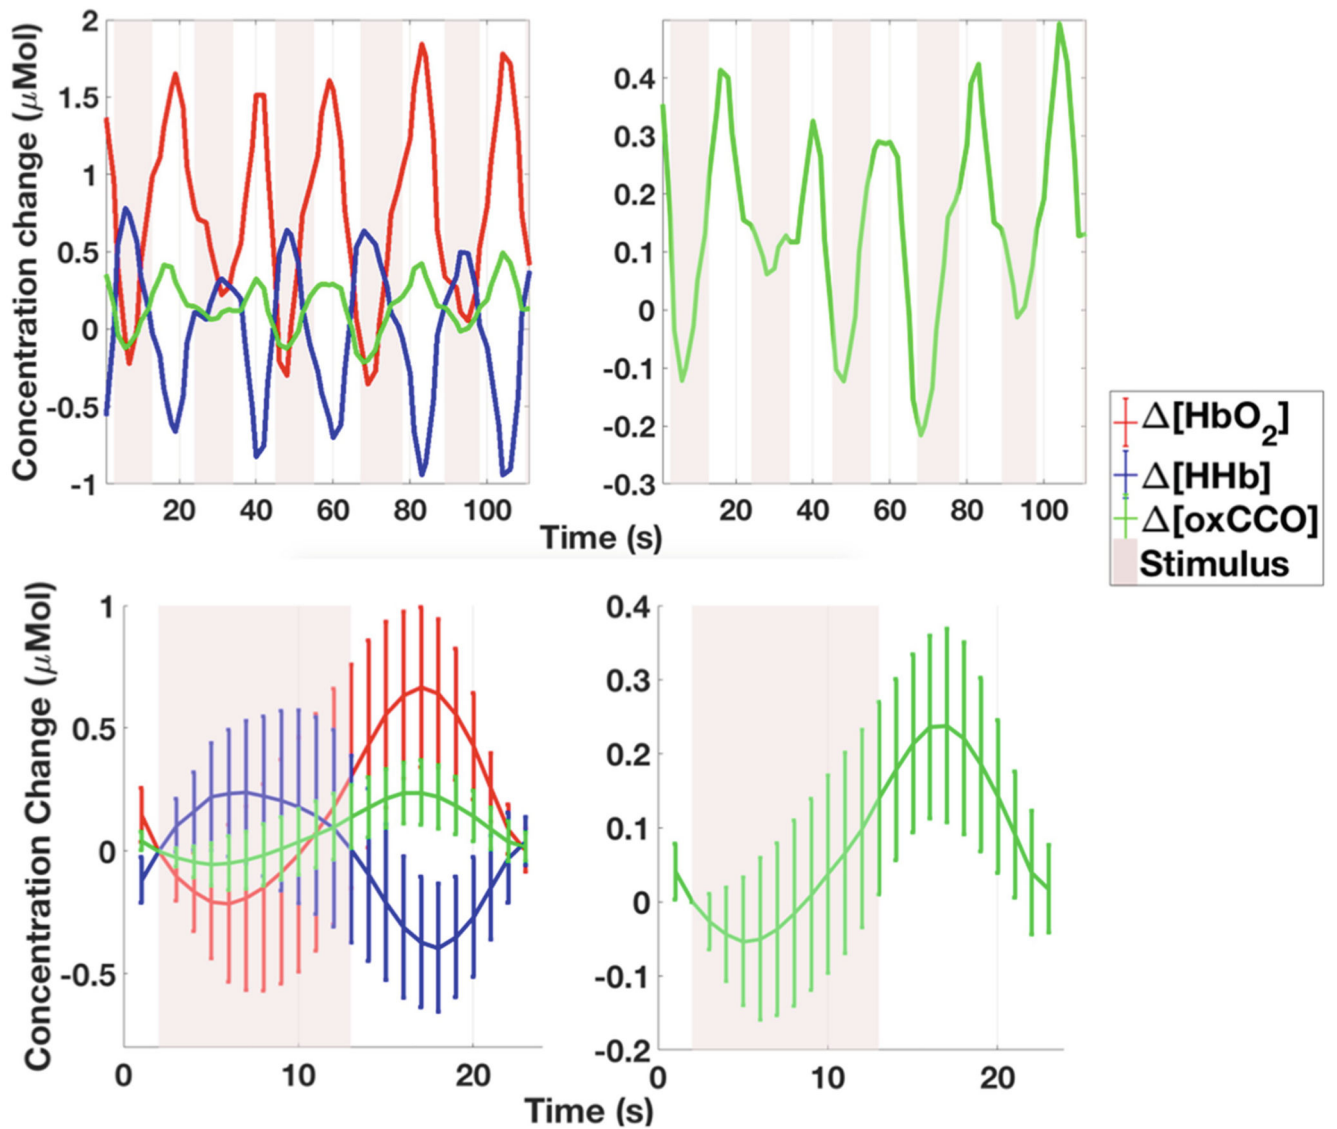 Concentration change (μMol)
2
1.5
1
0.5
0
-0.5
-1
20 40 60 80 100
0.4
0.3
0.2
0.1
0
-0.1
-0.2
-0.3
20 40 60 80 100
Time (s)
Δ[HbO2]
Δ[HHb]
Δ[oxCCO]
Stimulus
Concentration Change (μMol)
1
0.5
0
-0.5
0 10 20
0.4
0.3
0.2
0.1
0
-0.1
-0.2
0 10 20
Time (s)